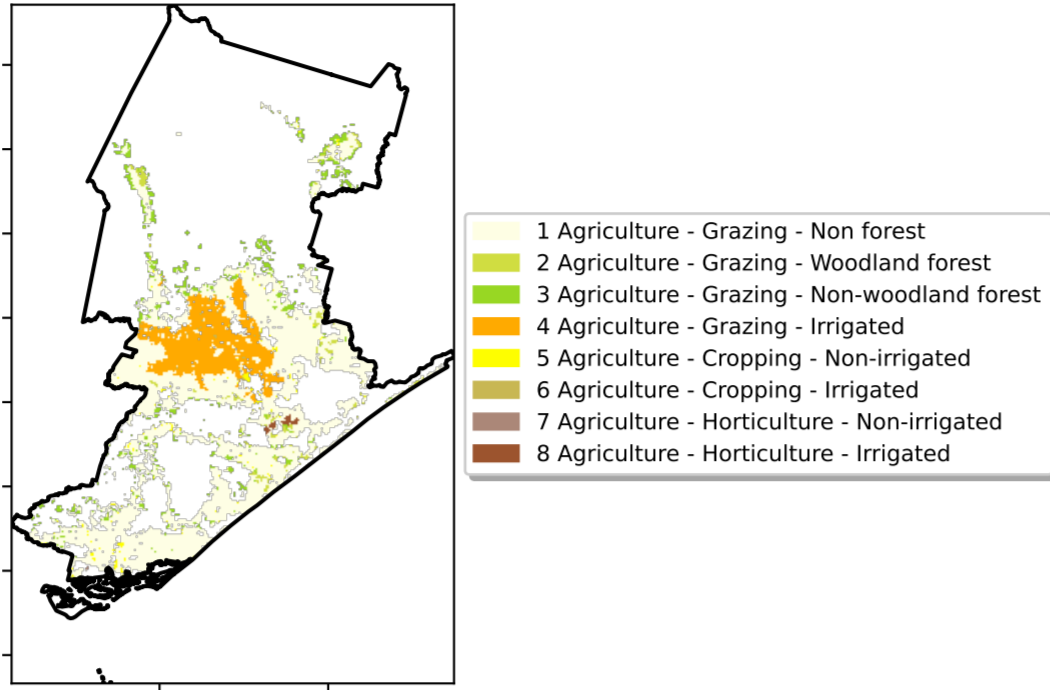 1 Agriculture - Grazing - Non forest
2 Agriculture - Grazing - Woodland forest
3 Agriculture - Grazing - Non-woodland forest
4 Agriculture - Grazing - Irrigated
5 Agriculture - Cropping - Non-irrigated
6 Agriculture - Cropping - Irrigated
7 Agriculture - Horticulture - Non-irrigated
8 Agriculture - Horticulture - Irrigated